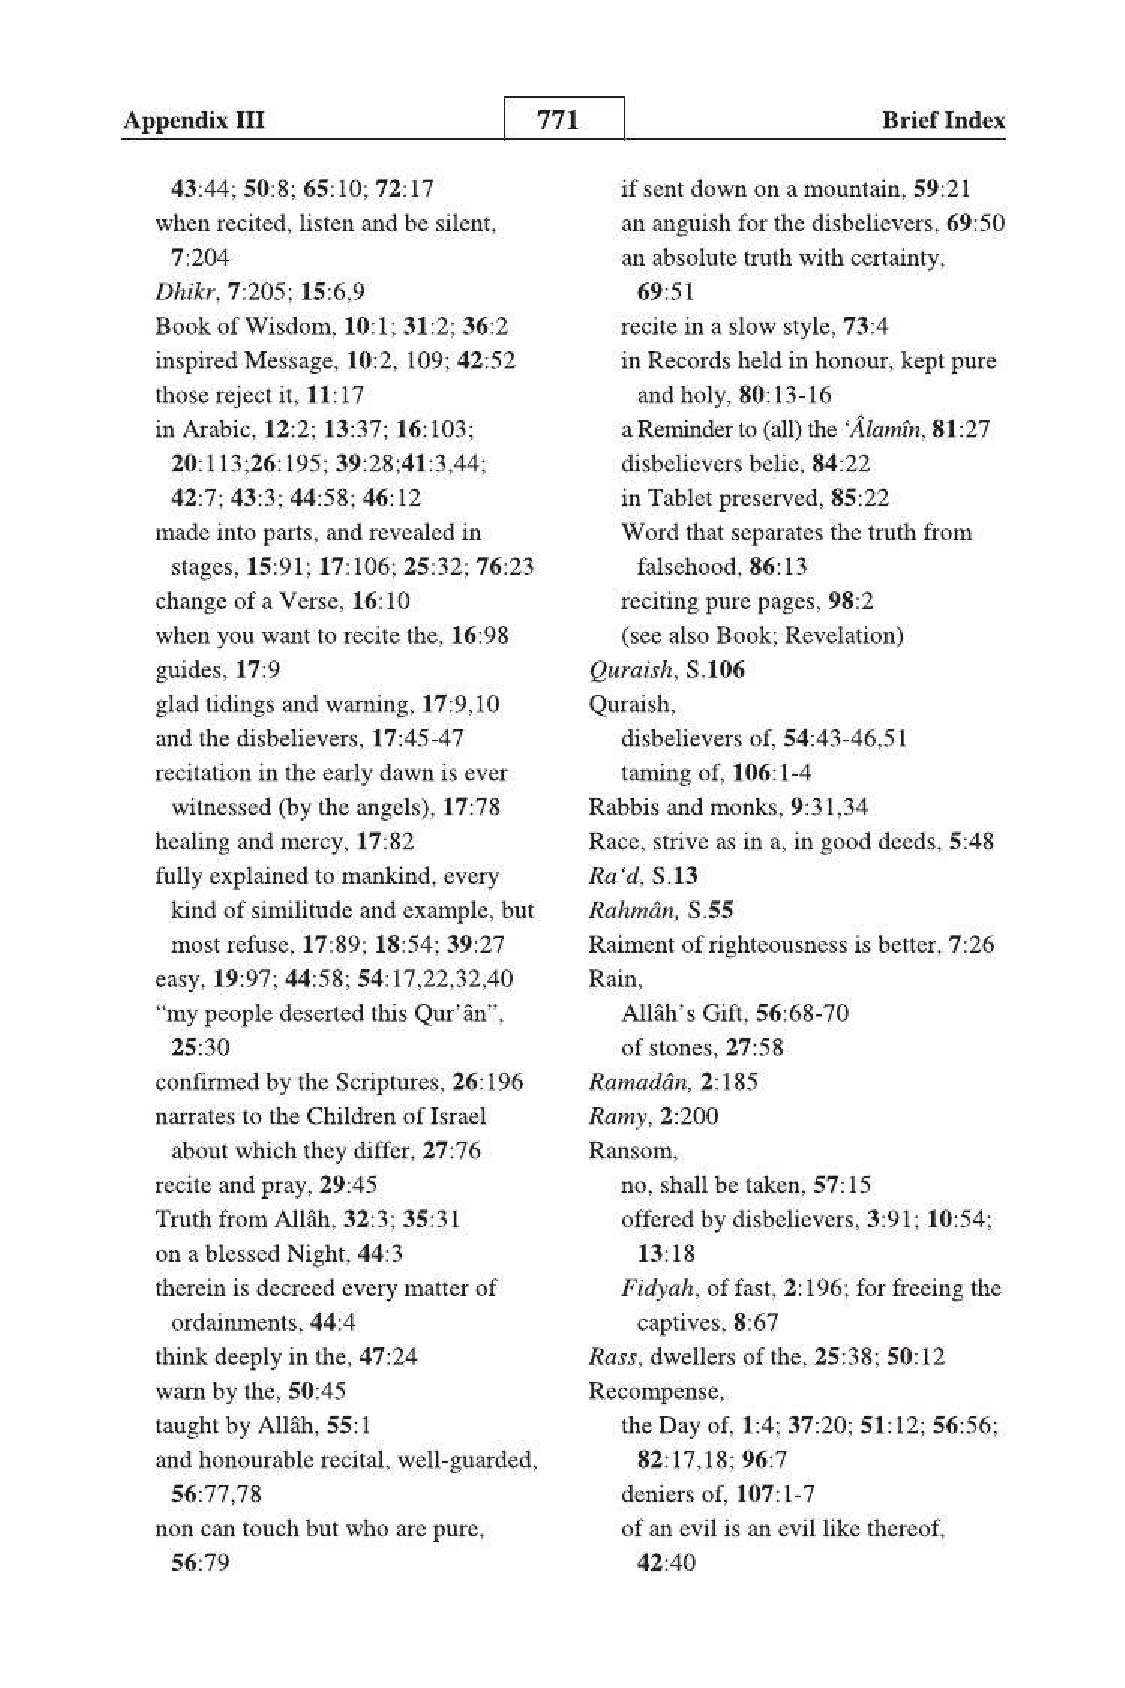 Appendix III 771 Brief Index
43:44; 50:8; 65:10; 72:17
when recited, listen and be silent,
7:204
Dhikr, 7:205; 15:6,9
Book of Wisdom, 10:1; 31:2; 36:2
inspired Message, 10:2, 109; 42:52
those reject it, 11:17
in Arabic, 12:2; 13:37; 16:103;
20:113;26:195; 39:28;41:3,44;
42:7; 43:3; 44:58; 46:12
made into parts, and revealed in
stages, 15:91; 17:106; 25:32; 76:23
change of a Verse, 16:10
when you want to recite the, 16:98
guides, 17:9
glad tidings and warning, 17:9,10
and the disbelievers, 17:45-47
recitation in the early dawn is ever
witnessed (by the angels), 17:78
healing and mercy, 17:82
fully explained to mankind, every
kind of similitude and example, but
most refuse, 17:89; 18:54; 39:27
easy, 19:97; 44:58; 54:17,22,32,40
“my people deserted this Qur’ân”,
25:30
confirmed by the Scriptures, 26:196
narrates to the Children of Israel
about which they differ, 27:76
recite and pray, 29:45
Truth from Allâh, 32:3; 35:31
on a blessed Night, 44:3
therein is decreed every matter of
ordainments, 44:4
think deeply in the, 47:24
warn by the, 50:45
taught by Allâh, 55:1
and honourable recital, well-guarded,
56:77,78
non can touch but who are pure,
56:79
if sent down on a mountain, 59:21
an anguish for the disbelievers, 69:50
an absolute truth with certainty,
69:51
recite in a slow style, 73:4
in Records held in honour, kept pure
and holy, 80:13-16
a Reminder to (all) the ‘Âlamîn, 81:27
disbelievers belie, 84:22
in Tablet preserved, 85:22
Word that separates the truth from
falsehood, 86:13
reciting pure pages, 98:2
(see also Book; Revelation)
Quraish, S.106
Quraish,
disbelievers of, 54:43-46,51
taming of, 106:1-4
Rabbis and monks, 9:31,34
Race, strive as in a, in good deeds, 5:48
Ra‘d, S.13
Rahmân, S.55
Raiment of righteousness is better, 7:26
Rain,
Allâh’s Gift, 56:68-70
of stones, 27:58
Ramadân, 2:185
Ramy, 2:200
Ransom,
no, shall be taken, 57:15
offered by disbelievers, 3:91; 10:54;
13:18
Fidyah, of fast, 2:196; for freeing the
captives, 8:67
Rass, dwellers of the, 25:38; 50:12
Recompense,
the Day of, 1:4; 37:20; 51:12; 56:56;
82:17,18; 96:7
deniers of, 107:1-7
of an evil is an evil like thereof,
42:40